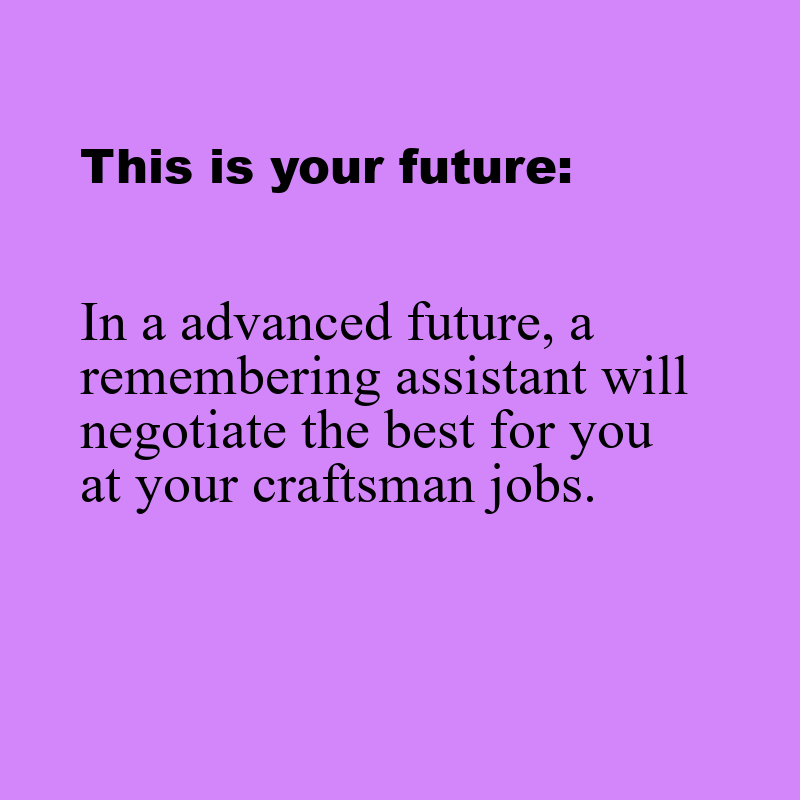 This is your future:
In a advanced future, a
remembering assistant will
negotiate the best for you
at your craftsman jobs.